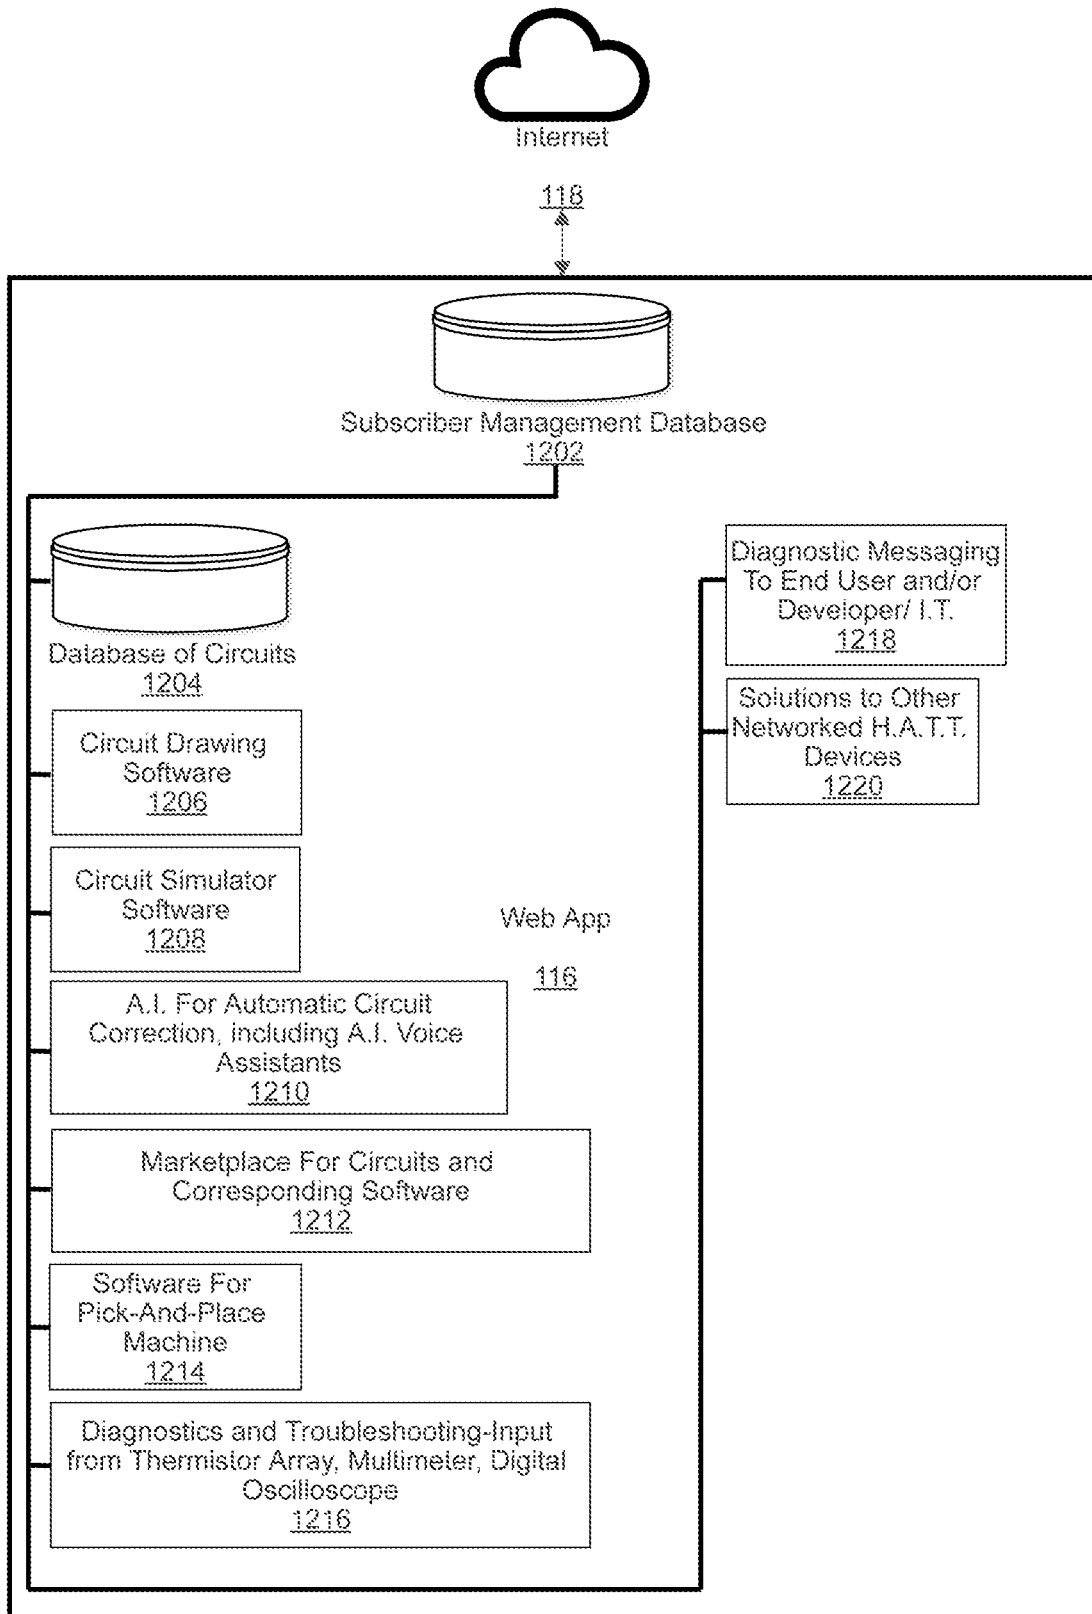 Internet
118
Subscriber Management Database
1202
Database of Circuits
1204
Circuit Drawing
Software
1206
Circuit Simulator
Software
1208
A.I. For Automatic Circuit
Correction, including A.I. Voice
Assistants
1210
Marketplace For Circuits and
Corresponding Software
1212
Software For
Pick-And-Place
Machine
1214
Diagnostics and Troubleshooting-Input
from Thermistor Array, Multimeter, Digital
Oscilloscope
1216
Web App
116
Diagnostic Messaging
To End User and/or
Developer/ I.T.
1218
Solutions to Other
Networked H.A.T.T.
Devices
1220